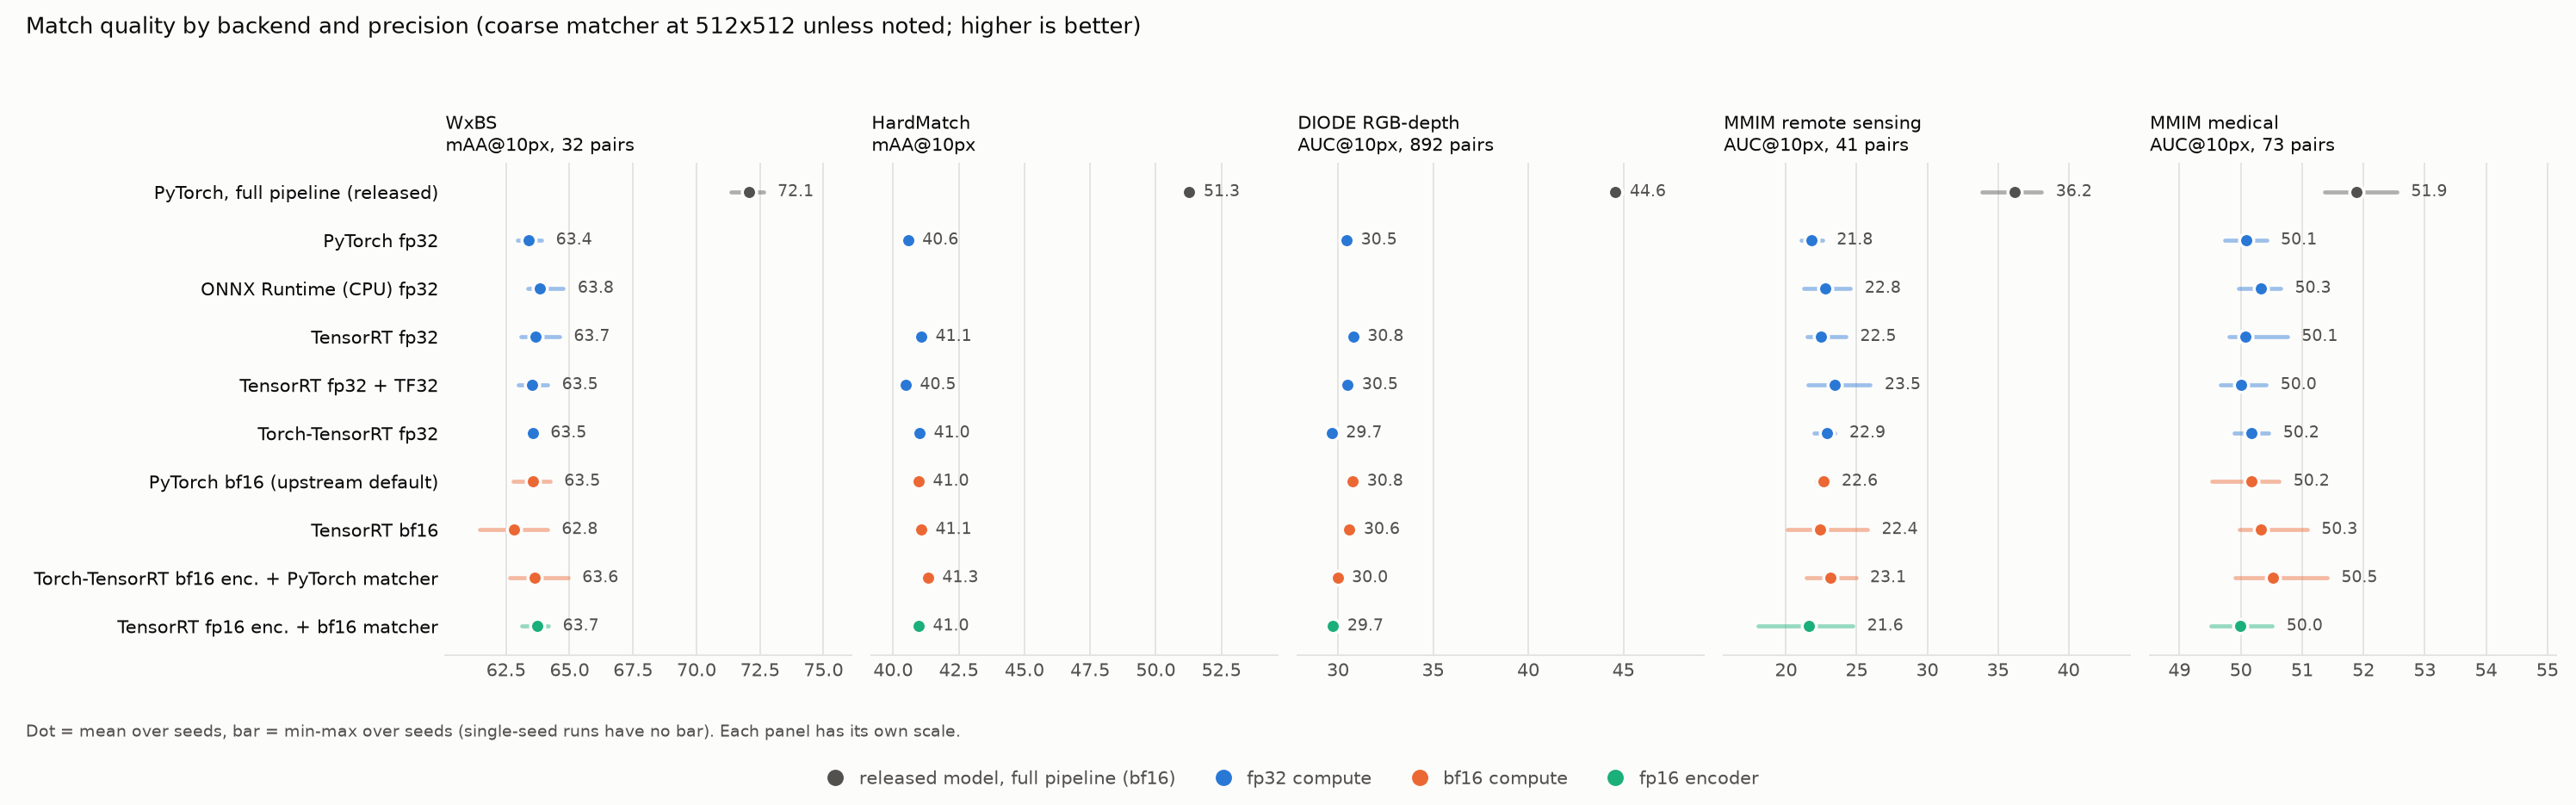 Match quality by backend and precision (coarse matcher at 512x512 unless noted; higher is better)
WxBS
mAA@10px, 32 pairs
HardMatch
mAA@10px
DIODE RGB-depth
AUC@10px, 892 pairs
MMIM remote sensing
AUC@10px, 41 pairs
MMIM medical
AUC@10px, 73 pairs
PyTorch, full pipeline (released) 72.1 51.3 44.6 36.2 51.9
PyTorch fp32 63.4 40.6 30.5 21.8 50.1
ONNX Runtime (CPU) fp32 63.8 22.8 50.3
TensorRT fp32 63.7 41.1 30.8 22.5 50.1
TensorRT fp32 + TF32 63.5 40.5 30.5 23.5 50.0
Torch-TensorRT fp32 63.5 41.0 29.7 22.9 50.2
PyTorch bf16 (upstream default) 63.5 41.0 30.8 22.6 50.2
TensorRT bf16 62.8 41.1 30.6 22.4 50.3
Torch-TensorRT bf16 enc. + PyTorch matcher 63.6 41.3 30.0 23.1 50.5
TensorRT fp16 enc. + bf16 matcher 63.7 41.0 29.7 21.6 50.0
62.5 65.0 67.5 70.0 72.5 75.0 40.0 42.5 45.0 47.5 50.0 52.5 30 35 40 45 20 25 30 35 40 49 50 51 52 53 54 55
Dot = mean over seeds, bar = min-max over seeds (single-seed runs have no bar). Each panel has its own scale.
released model, full pipeline (bf16) fp32 compute bf16 compute fp16 encoder